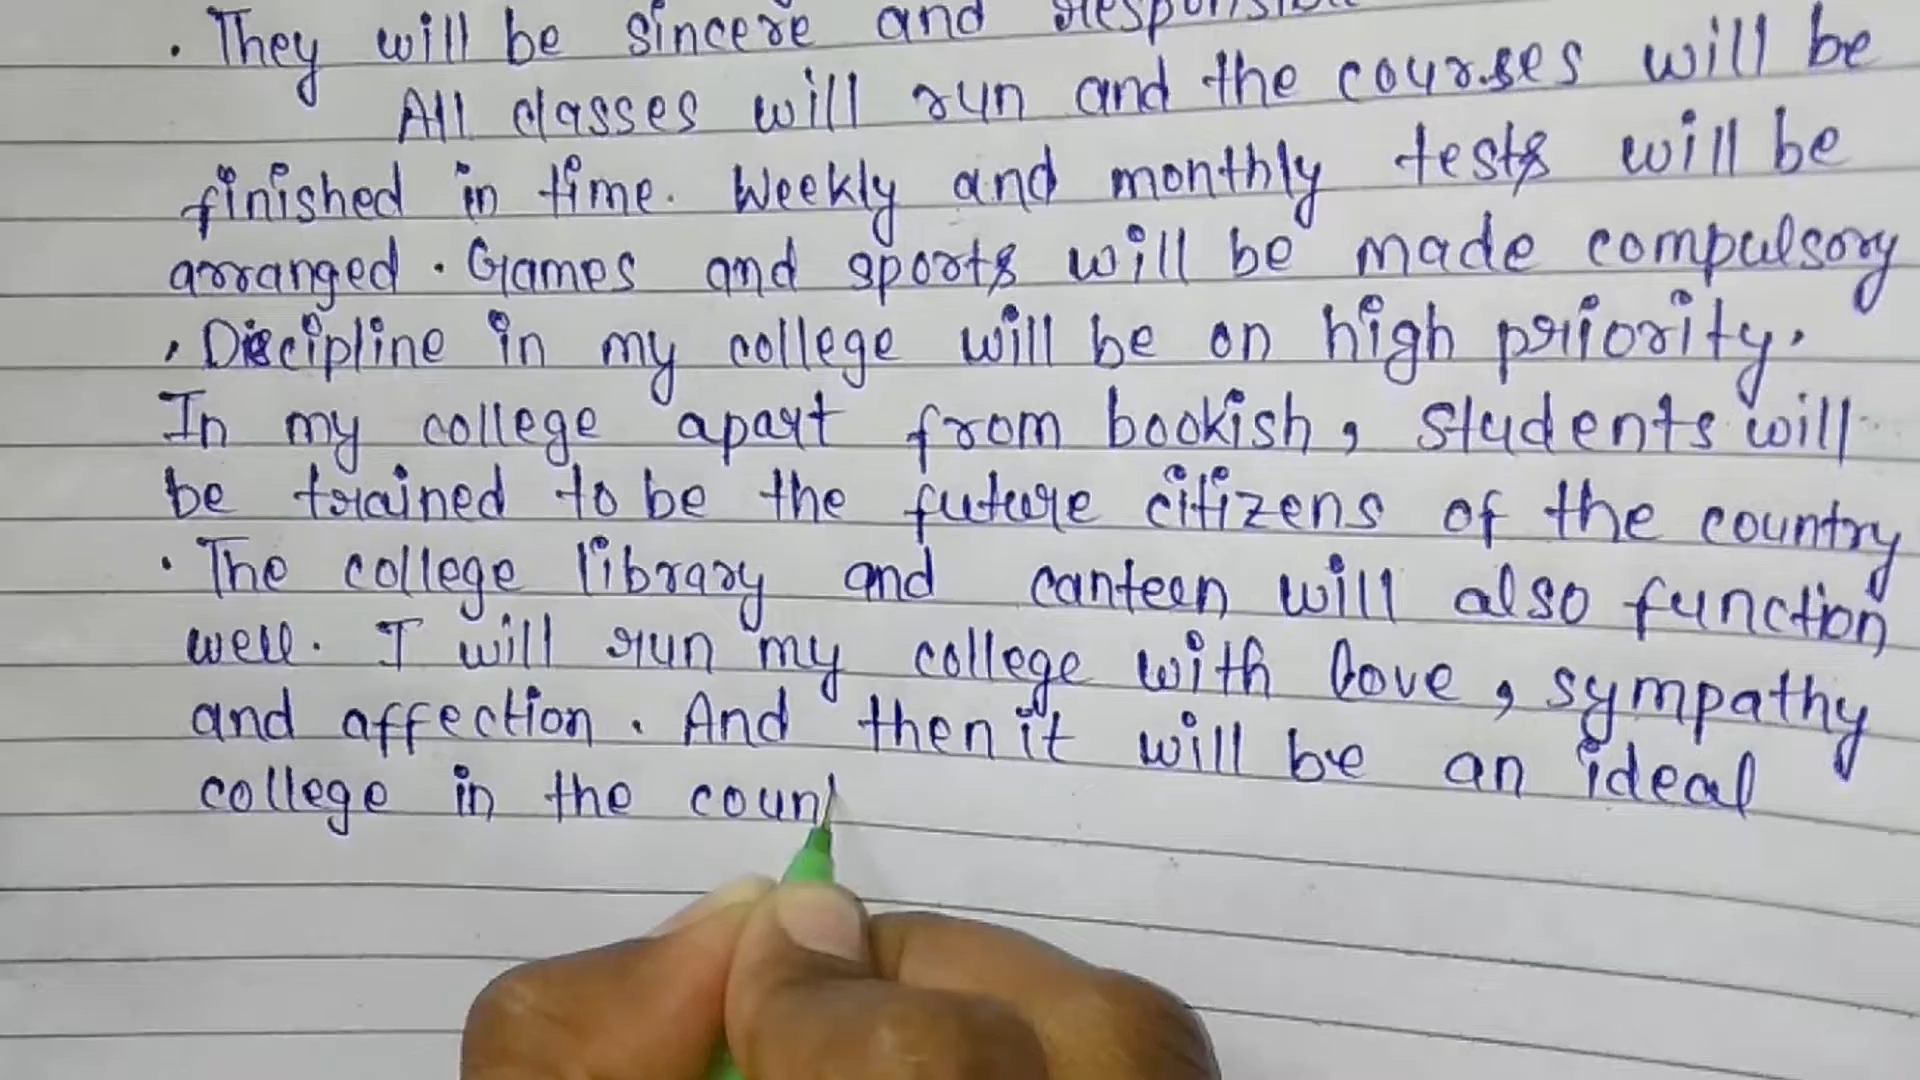 . They will be sincere and responsible
All classes will run and the courses will be
finished in time. Weekly and monthly tests will be
arranged. Games and sports will be made compulsory
. Discipline in my college will be on high priority.
In my college apart from bookish, students will
be trained to be the future citizens of the country
. The college library and canteen will also function
well. I will run my college with love, sympathy
and affection. And then it will be an ideal
college in the count